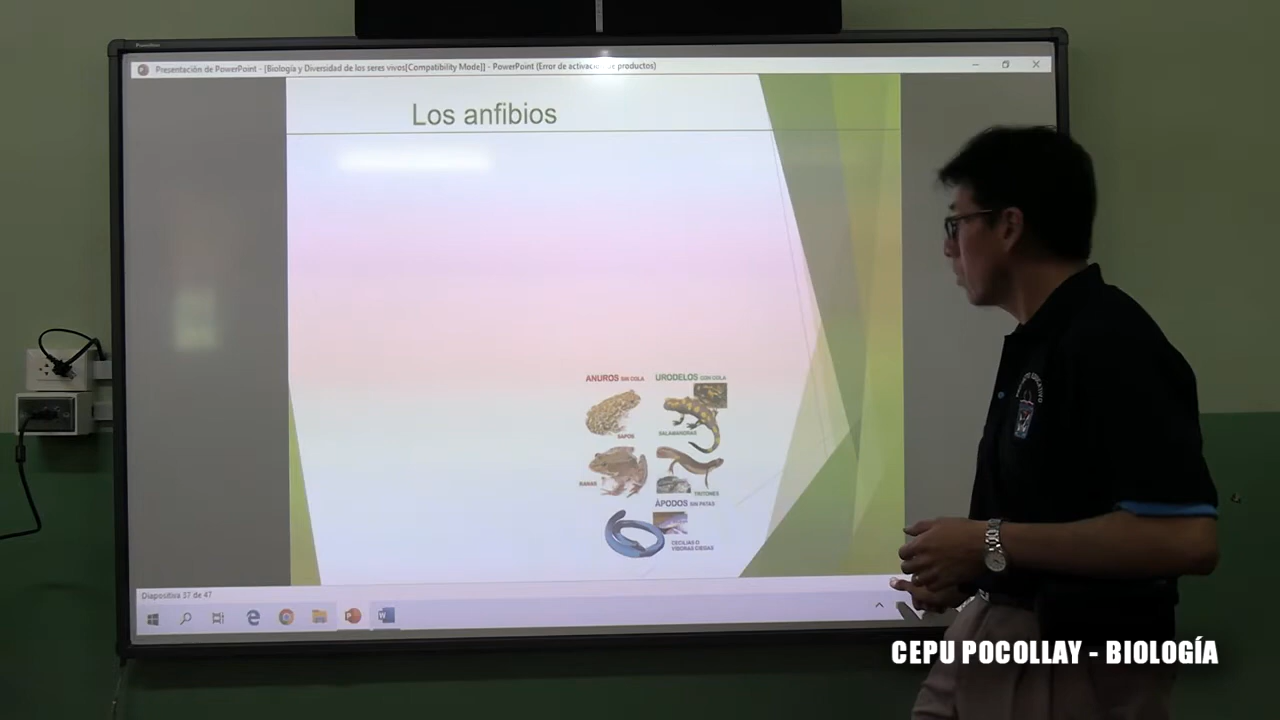 Presentación de PowerPoint - [Biología y Diversidad de los seres vivos[Compatibility Mode]] - PowerPoint (Error de activación de productos)
Los anfibios
ANUROS SIN COLA
URODELOS CON COLA
SAPOS
SALAMANDRAS
RANAS
TRITONES
ÁPODOS SIN PATAS
CECILIAS O
VÍBORAS CIEGAS
Diapositiva 37 de 47
CEPU POCOLLAY - BIOLOGÍA